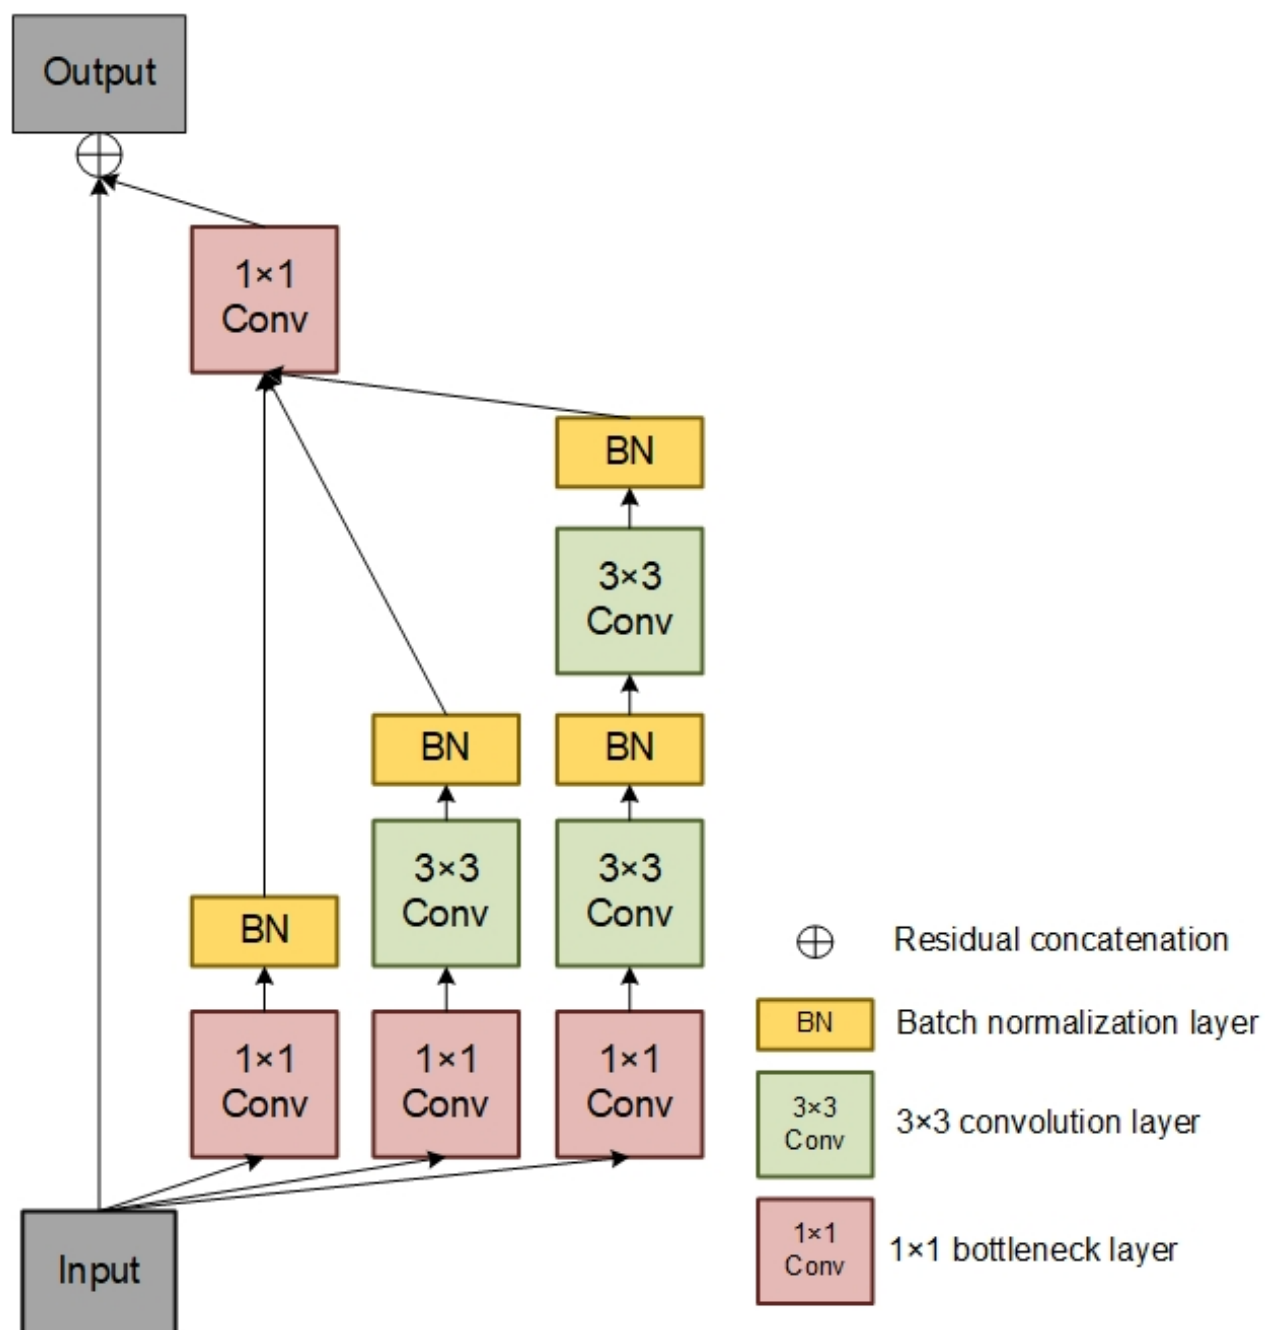 Output
1×1
Conv
BN
3×3
Conv
BN
BN
3×3
Conv
3×3
Conv
BN
1×1
Conv
1×1
Conv
1×1
Conv
Input
Residual concatenation
BN
Batch normalization layer
3×3
Conv
3×3 convolution layer
1×1
Conv
1×1 bottleneck layer